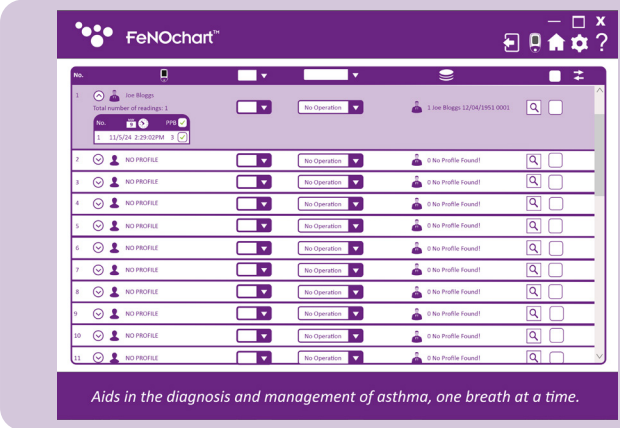 FeNOchart™
No.
1 Joe Bloggs
Total number of readings: 1
No. PPB
1 11/5/24 2:29:02PM 3
No Operation
1 Joe Bloggs 12/04/1951 0001
2 NO PROFILE No Operation 0 No Profile Found!
3 NO PROFILE No Operation 0 No Profile Found!
4 NO PROFILE No Operation 0 No Profile Found!
5 NO PROFILE No Operation 0 No Profile Found!
6 NO PROFILE No Operation 0 No Profile Found!
7 NO PROFILE No Operation 0 No Profile Found!
8 NO PROFILE No Operation 0 No Profile Found!
9 NO PROFILE No Operation 0 No Profile Found!
10 NO PROFILE No Operation 0 No Profile Found!
11 NO PROFILE No Operation 0 No Profile Found!
Aids in the diagnosis and management of asthma, one breath at a time.